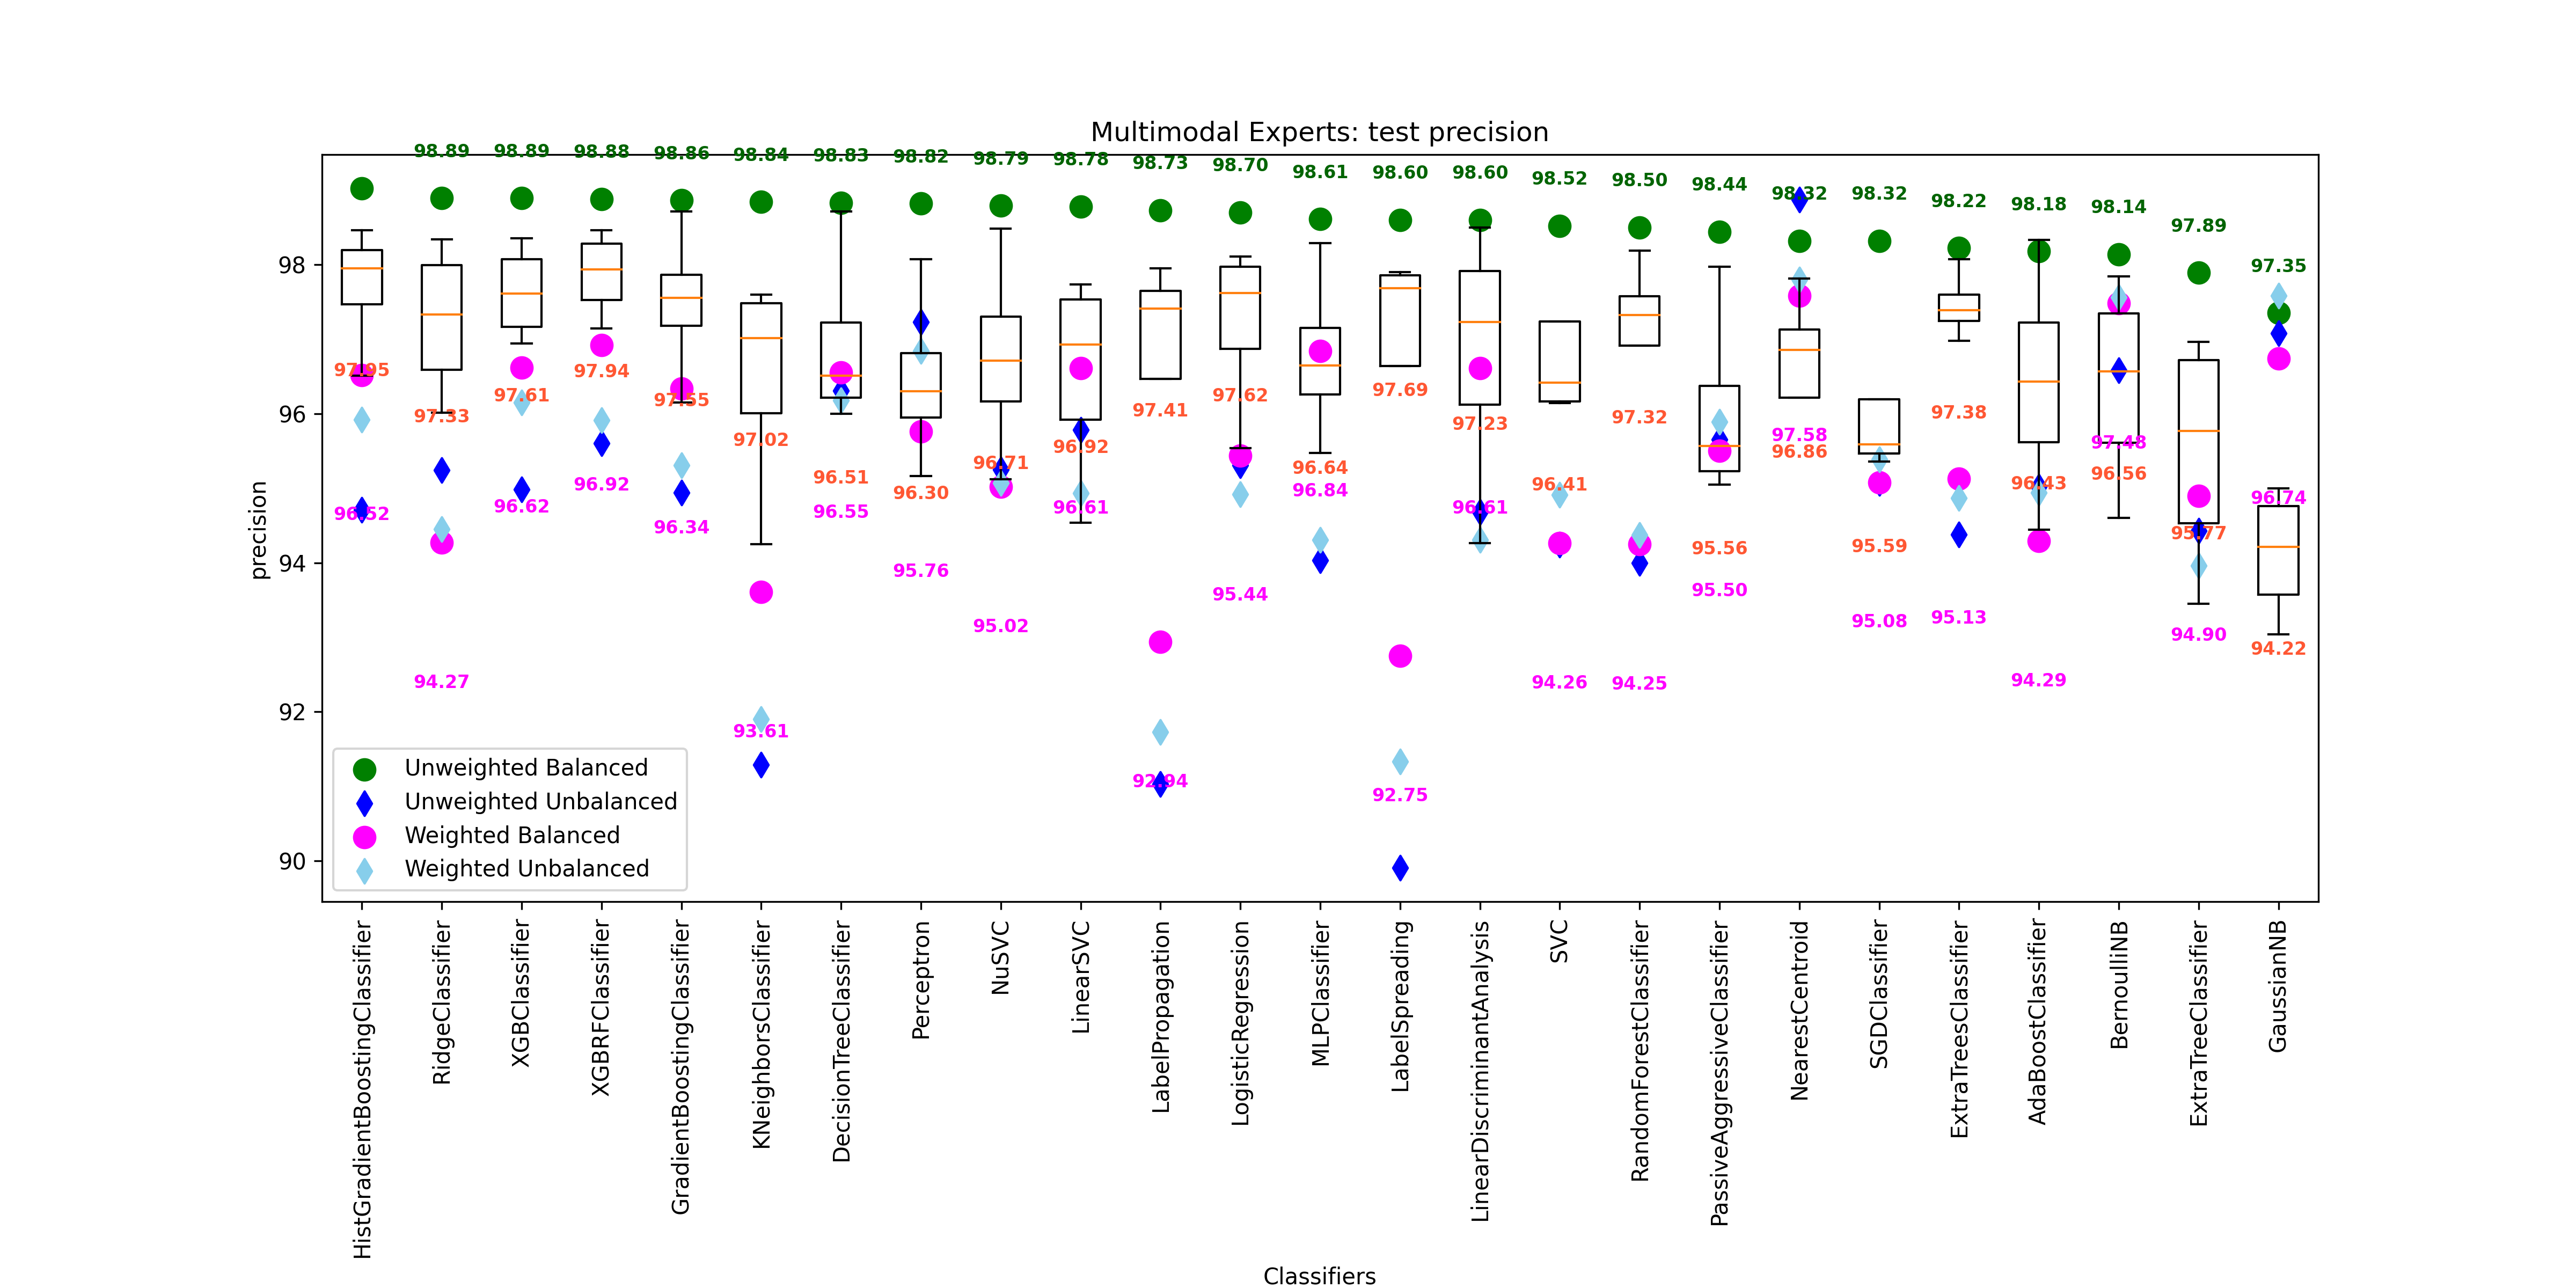 Multimodal Experts: test precision
98.89 98.89 98.88 98.86 98.84 98.83 98.82 98.79 98.78 98.73 98.70 98.61 98.60 98.60 98.52 98.50 98.44 98.32 98.32 98.22 98.18 98.14 97.89 97.35
97.95 97.33 97.61 97.94 97.55 97.02 96.51 96.30 96.71 96.92 97.41 97.62 96.64 97.69 97.23 96.41 97.32 95.56 96.86 95.59 97.38 96.43 96.56 95.77 94.22
96.52 94.27 96.62 96.92 96.34 93.61 96.55 95.76 95.02 96.61 92.94 95.44 96.84 92.75 96.61 94.26 94.25 95.50 97.58 95.08 95.13 94.29 97.48 94.90 96.74
98
96
94
92
90
precision
Unweighted Balanced
Unweighted Unbalanced
Weighted Balanced
Weighted Unbalanced
HistGradientBoostingClassifier
RidgeClassifier
XGBClassifier
XGBRFClassifier
GradientBoostingClassifier
KNeighborsClassifier
DecisionTreeClassifier
Perceptron
NuSVC
LinearSVC
LabelPropagation
LogisticRegression
MLPClassifier
LabelSpreading
LinearDiscriminantAnalysis
SVC
RandomForestClassifier
PassiveAggressiveClassifier
NearestCentroid
SGDClassifier
ExtraTreesClassifier
AdaBoostClassifier
BernoulliNB
ExtraTreeClassifier
GaussianNB
Classifiers